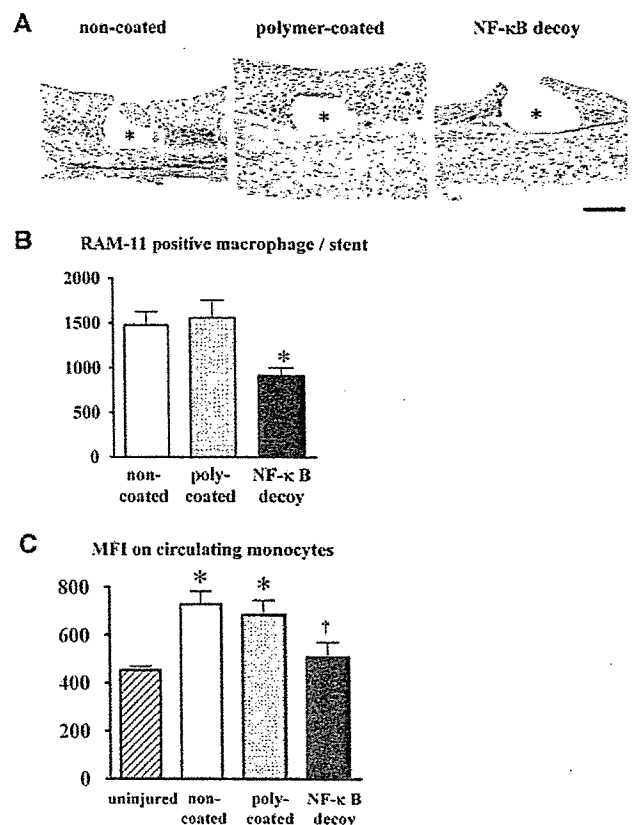 A
non-coated polymer-coated NF-κB decoy
* * *
B RAM-11 positive macrophage / stent
2000
1500
1000
500
0
*
non- poly- NF-κ B
coated coated decoy
C MFI on circulating monocytes
800
600
400
200
0
* * †
uninjured non- poly- NF-κ B
coated coated decoy